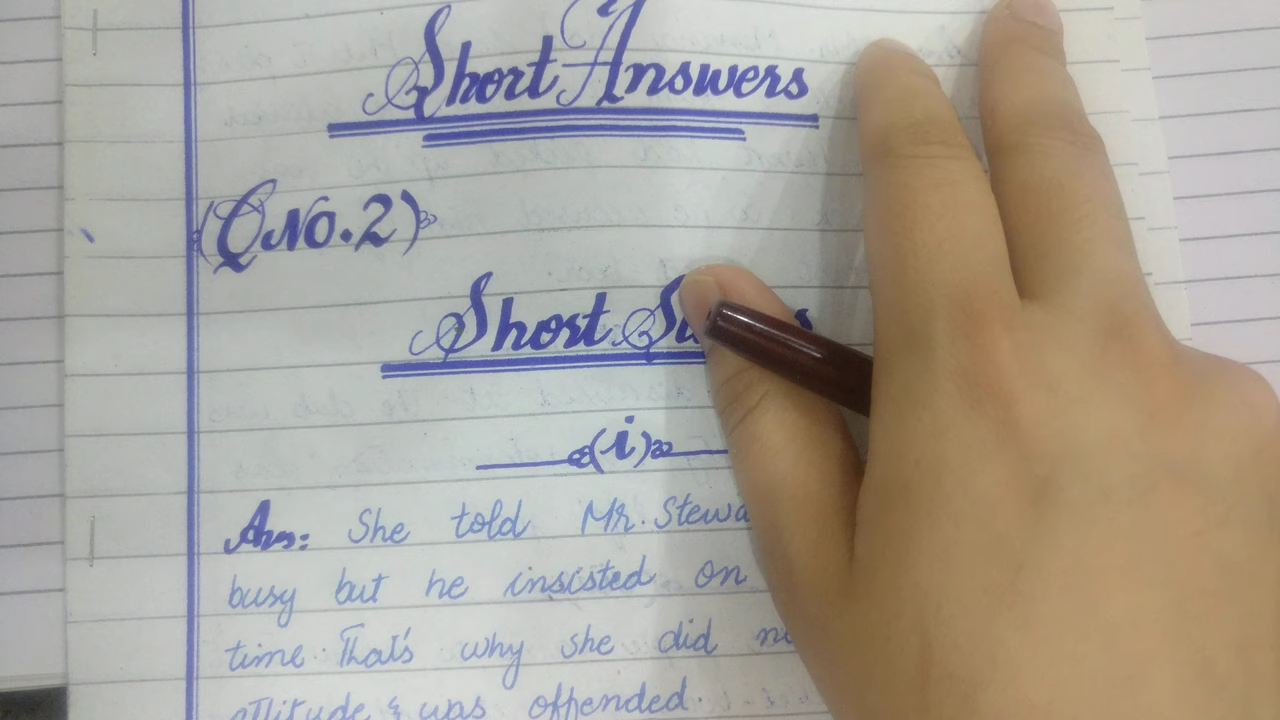 Short Answers
(Q No. 2)
Short
(i)
Ans: She told Mr. Stewa
busy but he insisted on
time. That's why she did
attitude & was offended.